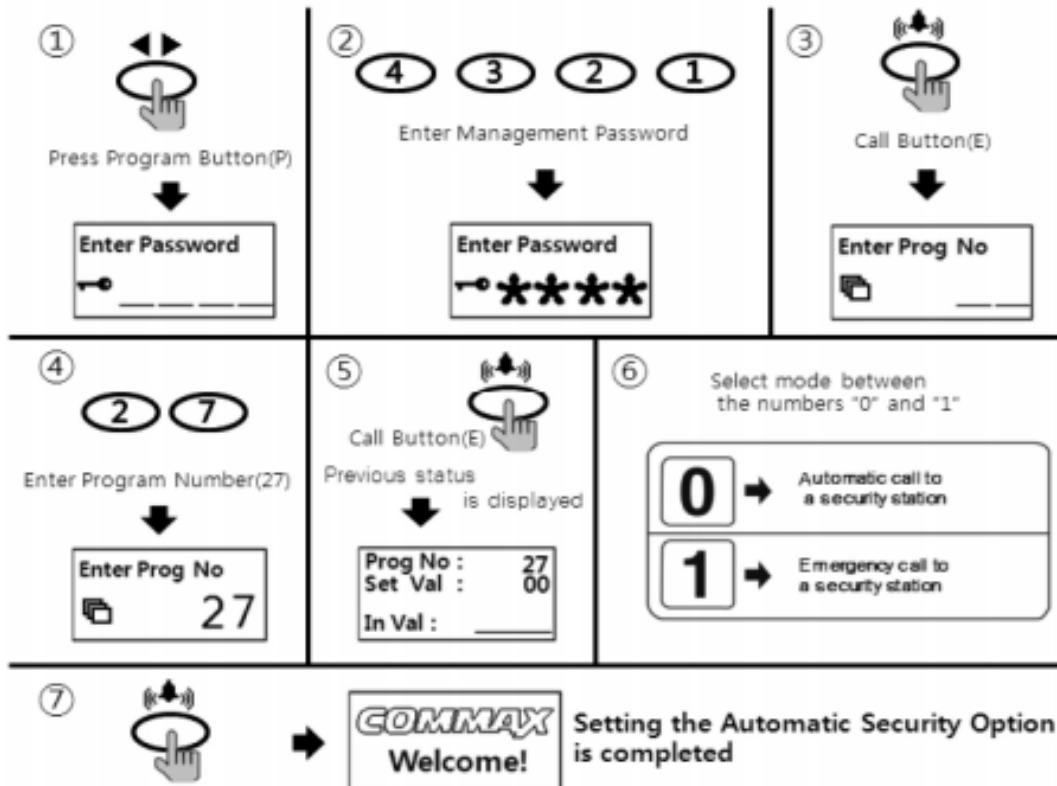 ①
Press Program Button(P)
Enter Password
②
4 3 2 1
Enter Management Password
Enter Password
③
Call Button(E)
Enter Prog No
④
2 7
Enter Program Number(27)
Enter Prog No
27
⑤
Call Button(E)
Previous status
is displayed
Prog No : 27
Set Val : 00
In Val :
⑥
Select mode between
the numbers "0" and "1"
0
Automatic call to
a security station
1
Emergency call to
a security station
⑦
COMMAX
Welcome!
Setting the Automatic Security Option
is completed